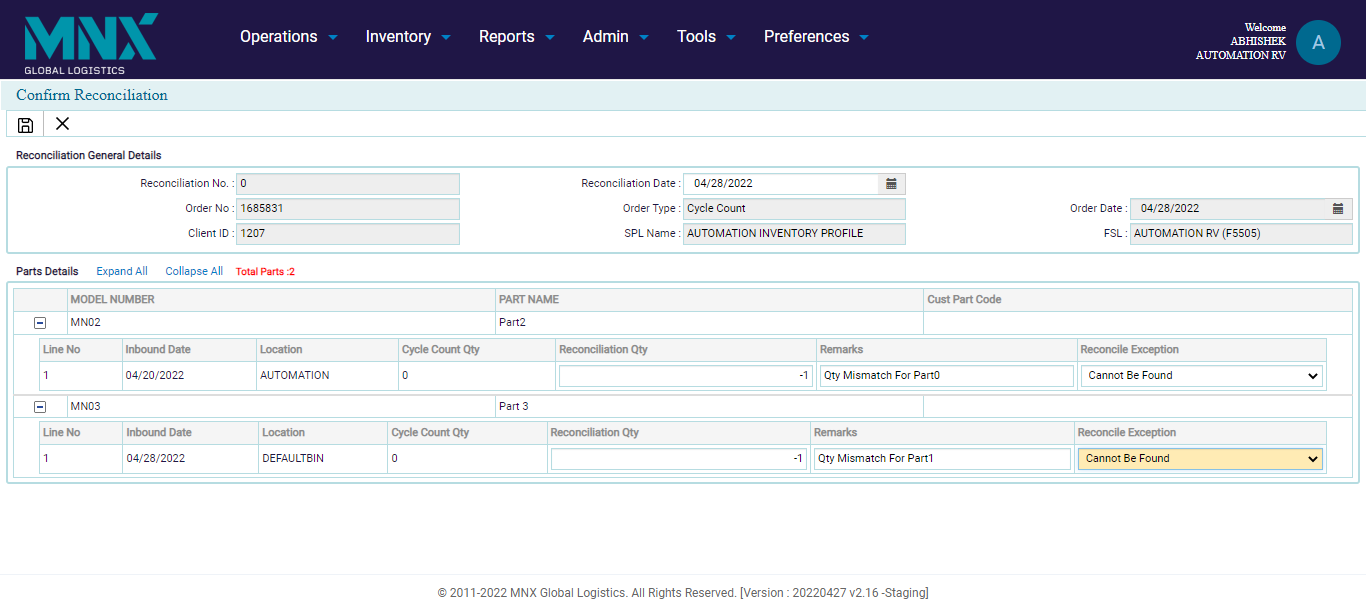 MNX
GLOBAL LOGISTICS
Operations Inventory Reports Admin Tools Preferences
Welcome
ABHISHEK
AUTOMATION RV
A
Confirm Reconciliation
Reconciliation General Details
Reconciliation No. : 0 Reconciliation Date : 04/28/2022
Order No : 1685831 Order Type : Cycle Count Order Date : 04/28/2022
Client ID : 1207 SPL Name : AUTOMATION INVENTORY PROFILE FSL : AUTOMATION RV (F5505)
Parts Details Expand All Collapse All Total Parts :2
MODEL NUMBER PART NAME Cust Part Code
MN02 Part2
Line No Inbound Date Location Cycle Count Qty Reconciliation Qty Remarks Reconcile Exception
1 04/20/2022 AUTOMATION 0 -1 Qty Mismatch For Part0 Cannot Be Found
MN03 Part 3
Line No Inbound Date Location Cycle Count Qty Reconciliation Qty Remarks Reconcile Exception
1 04/28/2022 DEFAULTBIN 0 -1 Qty Mismatch For Part1 Cannot Be Found
© 2011-2022 MNX Global Logistics. All Rights Reserved. [Version : 20220427 v2.16 -Staging]